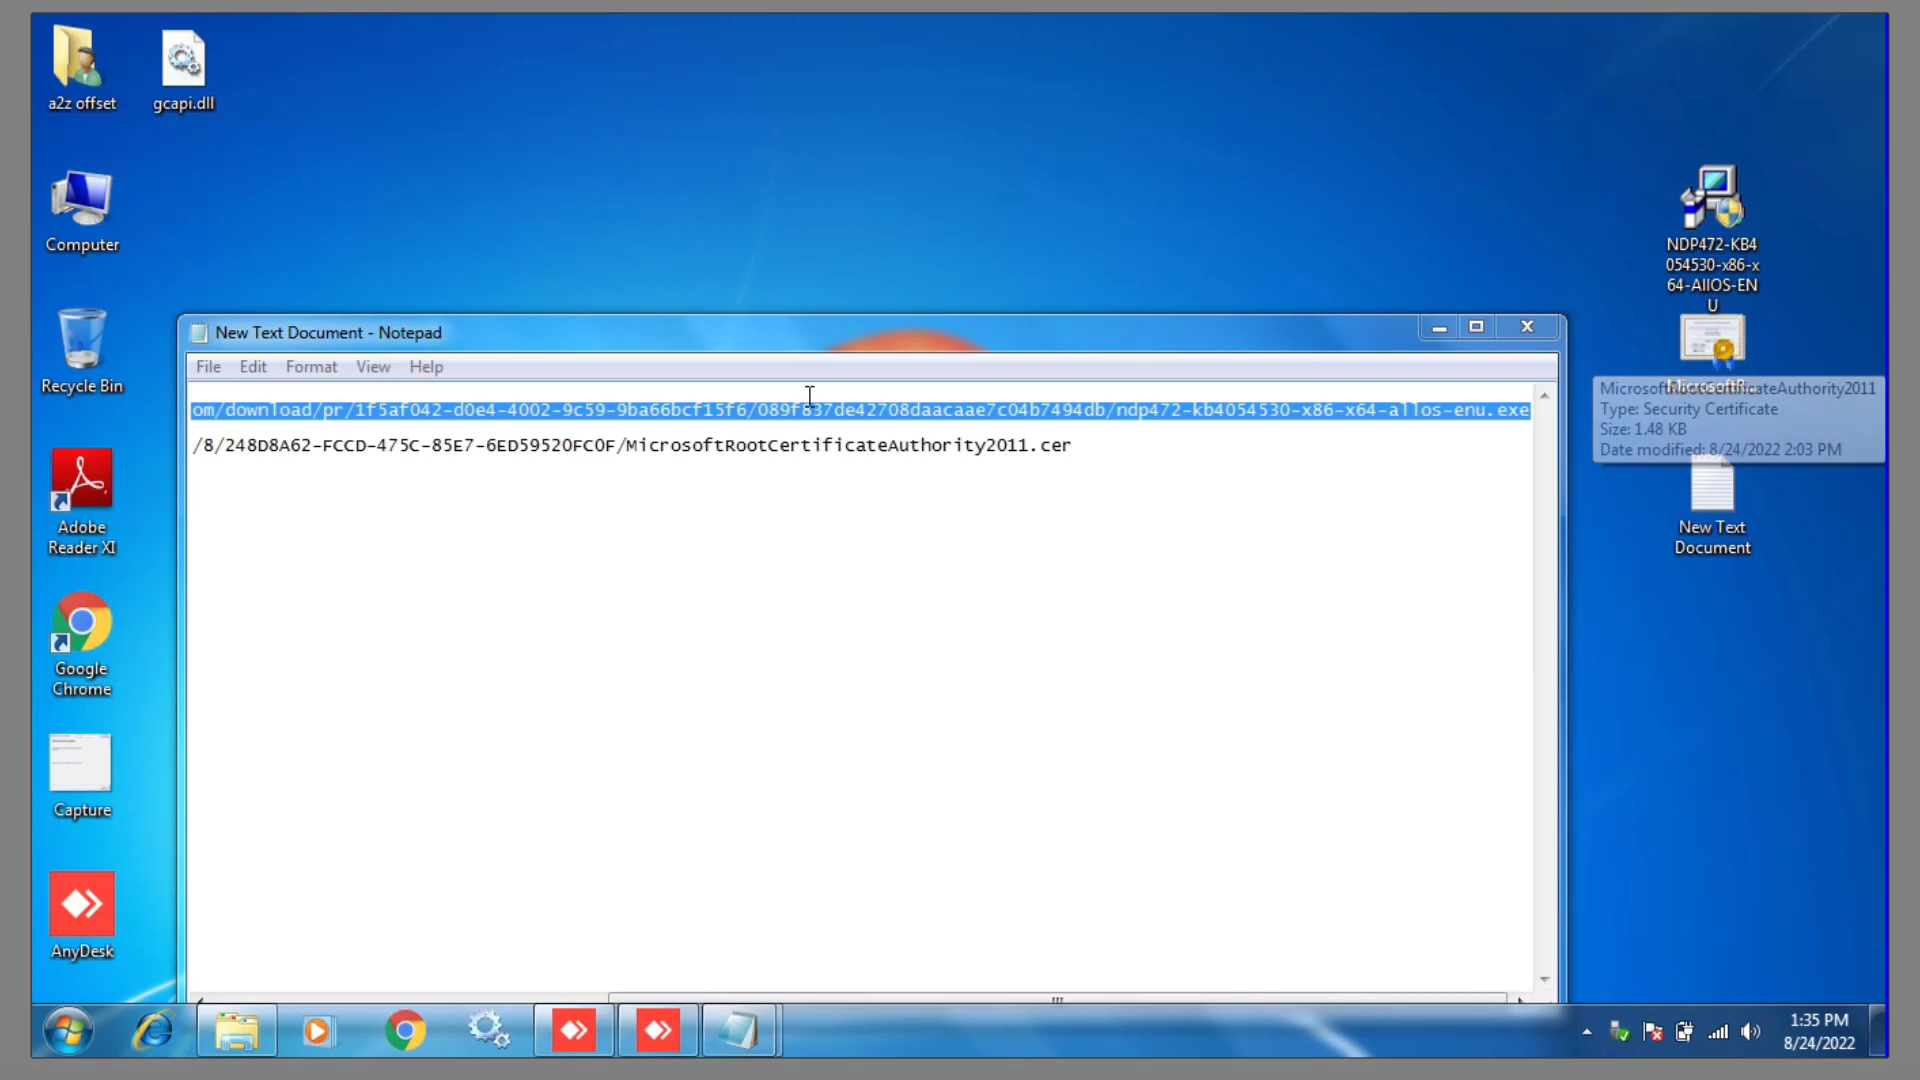 a2z offset
gcapi.dll
Computer
Recycle Bin
Adobe
Reader XI
Google
Chrome
Capture
AnyDesk
New Text Document - Notepad
File Edit Format View Help
om/download/pr/1f5af042-d0e4-4002-9c59-9ba66bcf15f6/089f837de42708daacaae7c04b7494db/ndp472-kb4054530-x86-x64-allos-enu.exe
/8/248D8A62-FCCD-475C-85E7-6ED59520FC0F/MicrosoftRootCertificateAuthority2011.cer
NDP472-KB4
054530-x86-x
64-AllOS-EN
U
MicrosoftR...
MicrosoftRootCertificateAuthority2011
Type: Security Certificate
Size: 1.48 KB
Date modified: 8/24/2022 2:03 PM
New Text
Document
1:35 PM
8/24/2022